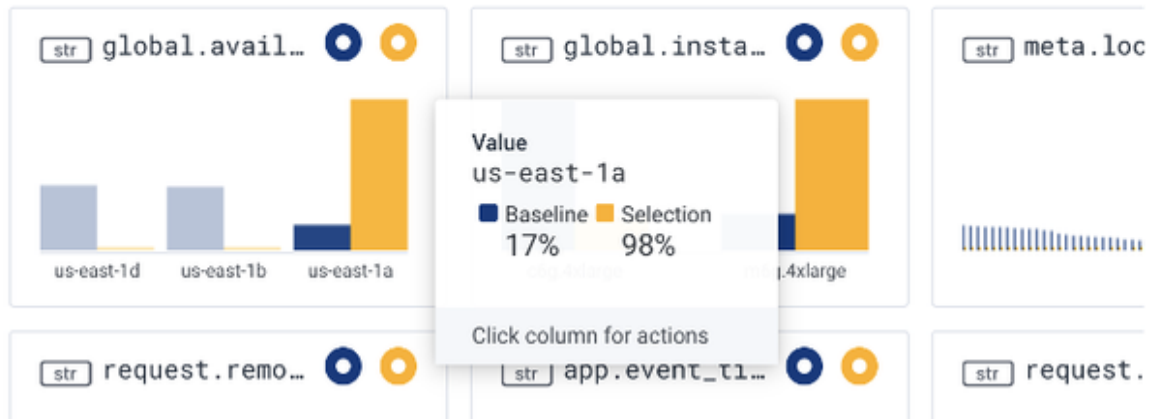 str global.avail… str global.insta… str meta.loc
Value
us-east-1a
Baseline Selection
17% 98%
us-east-1d us-east-1b us-east-1a .4xlarge
Click column for actions
str request.remo… str app.event_ti… str request.